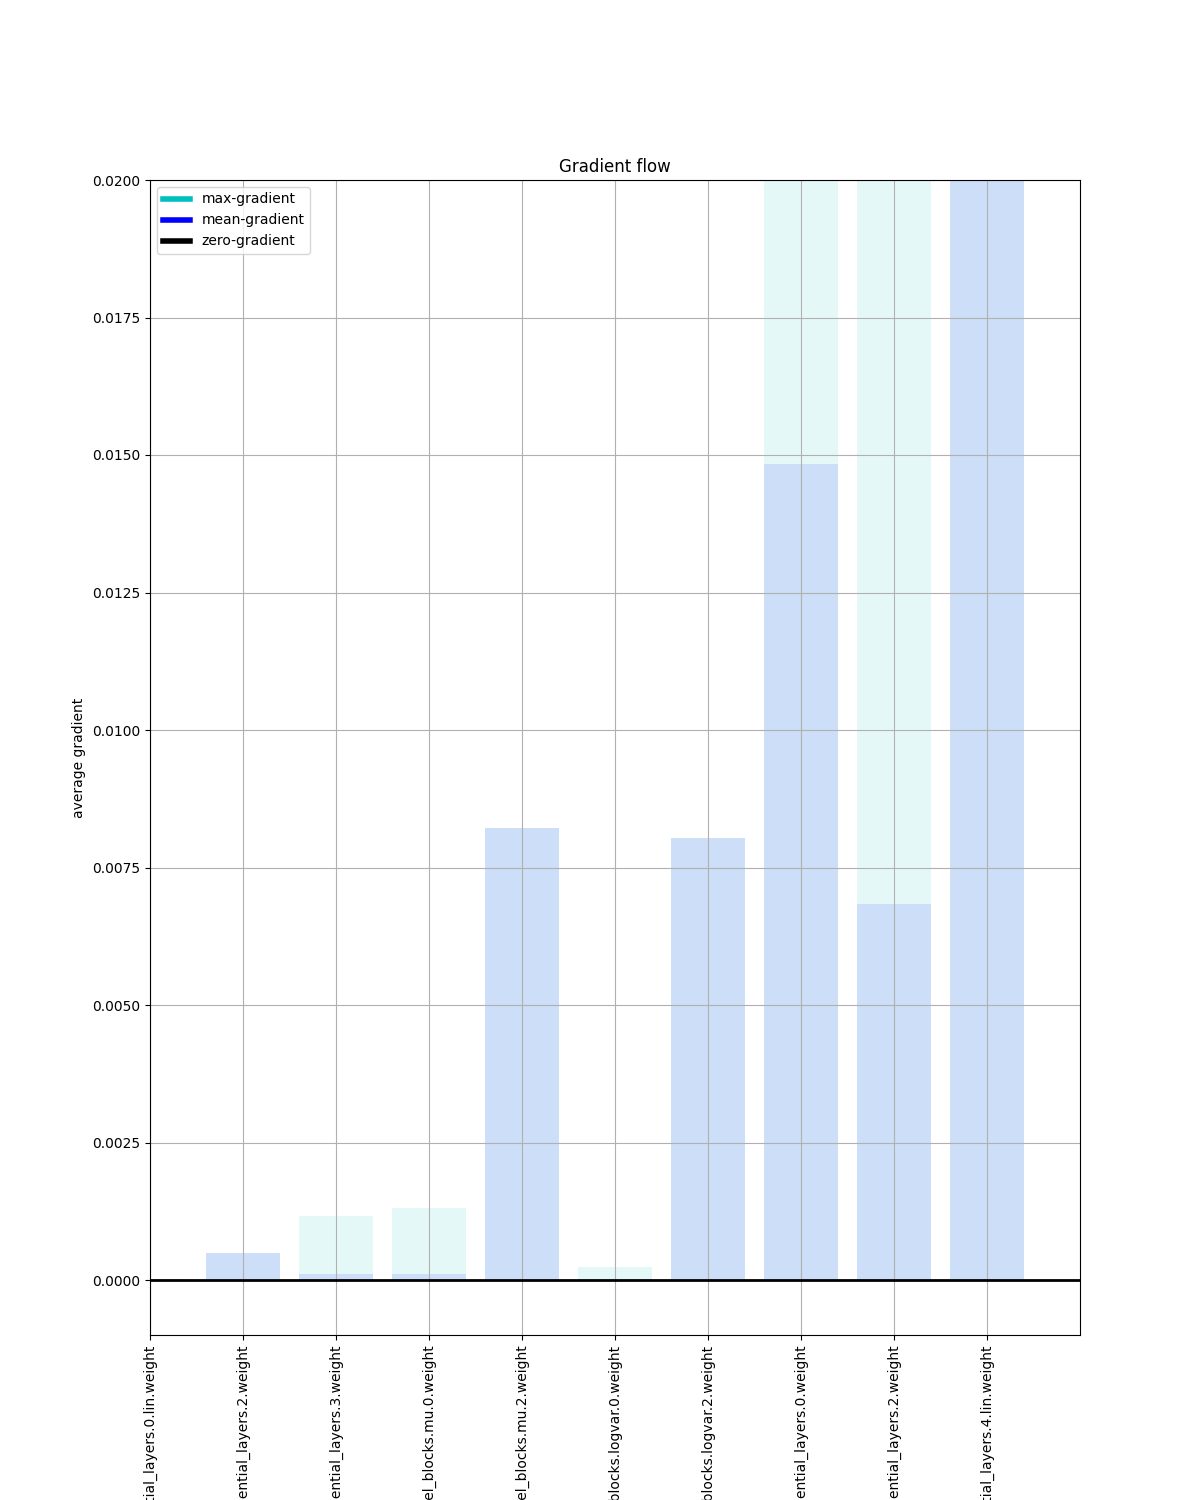 Gradient flow
max-gradient
mean-gradient
zero-gradient
0.0200
0.0175
0.0150
0.0125
0.0100
0.0075
0.0050
0.0025
0.0000
average gradient
tial_layers.0.lin.weight
ential_layers.2.weight
ential_layers.3.weight
el_blocks.mu.0.weight
el_blocks.mu.2.weight
blocks.logvar.0.weight
blocks.logvar.2.weight
ential_layers.0.weight
ential_layers.2.weight
tial_layers.4.lin.weight